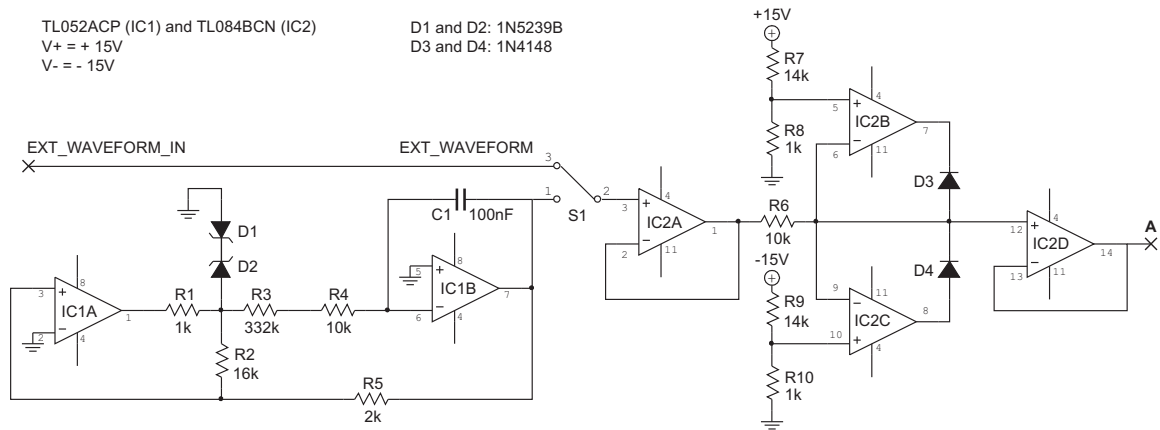 TL052ACP (IC1) and TL084BCN (IC2)
V+ = + 15V
V- = - 15V
D1 and D2: 1N5239B
D3 and D4: 1N4148
EXT_WAVEFORM_IN
EXT_WAVEFORM
3
1
2
S1
C1
100nF
D1
D2
3
2
8
4
1
IC1A
R1
1k
R3
332k
R4
10k
R2
16k
R5
2k
5
6
8
4
7
IC1B
3
2
4
11
1
IC2A
R6
10k
+15V
R7
14k
R8
1k
5
6
4
11
7
IC2B
D3
-15V
R9
14k
R10
1k
9
10
11
4
8
IC2C
D4
12
13
4
11
14
IC2D
A